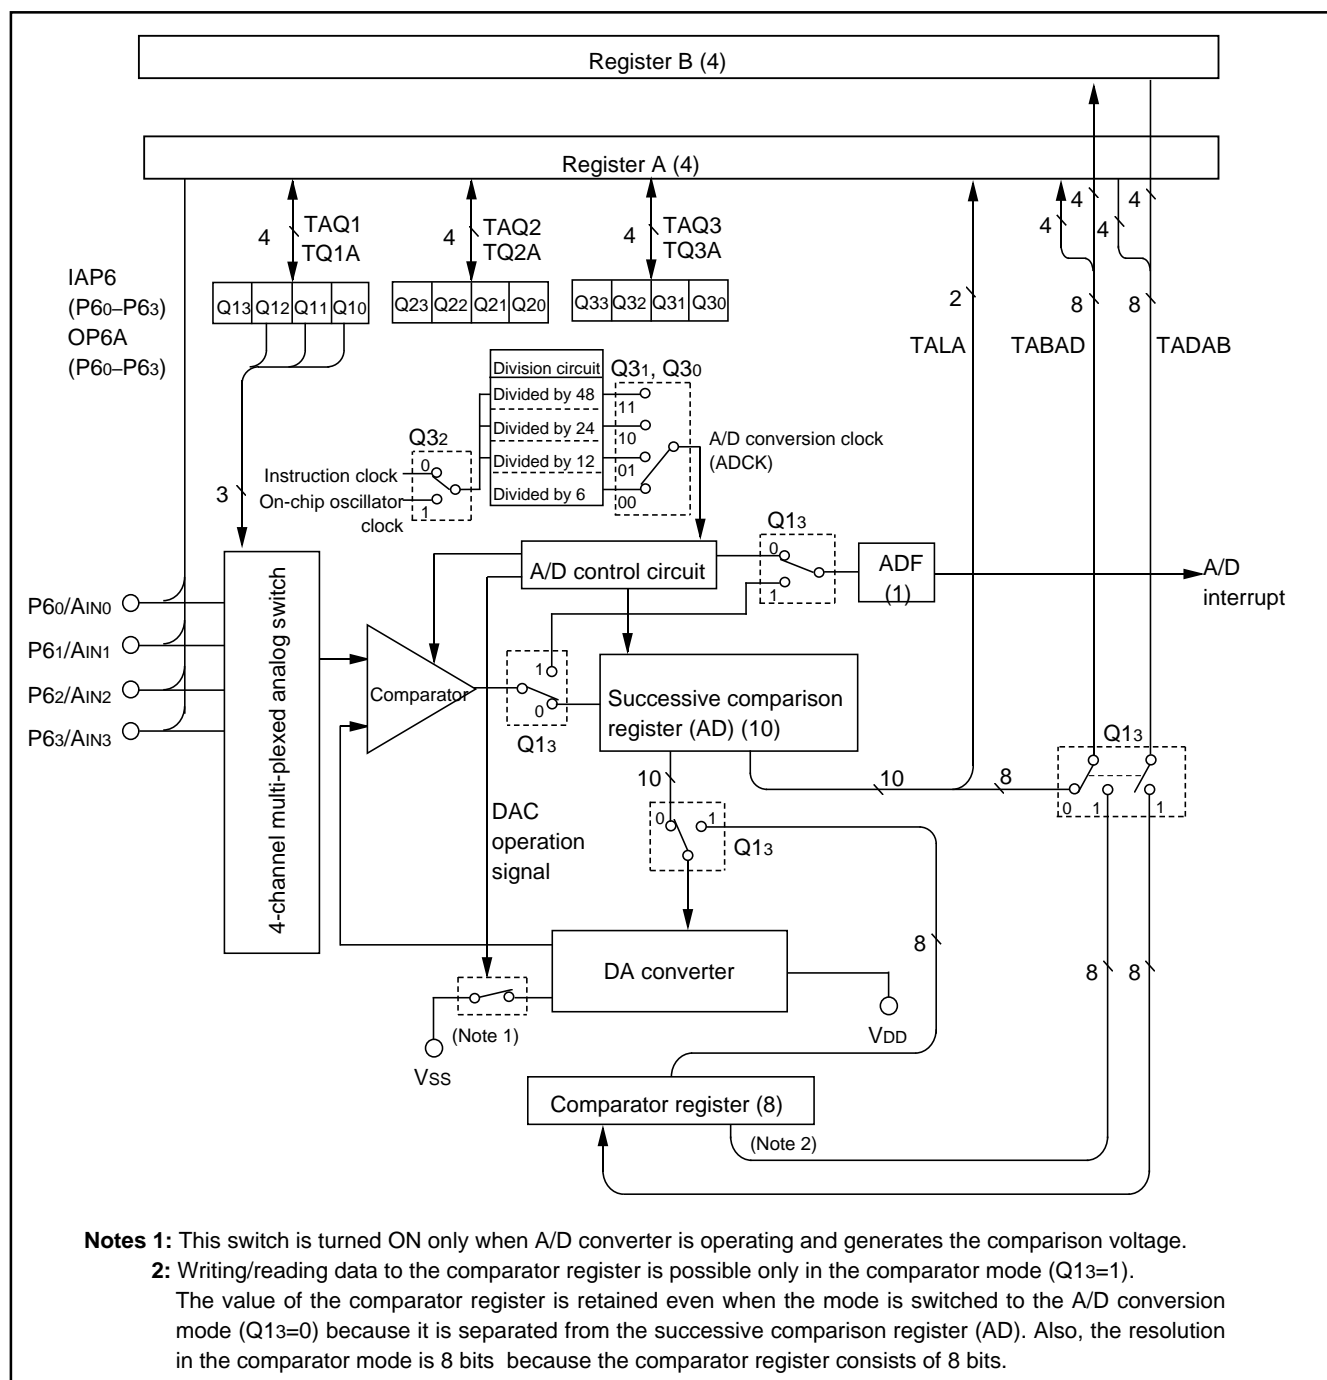 Register B (4)
Register A (4)
4
TAQ1
TQ1A
4
TAQ2
TQ2A
4
TAQ3
TQ3A
4
4
4
4
IAP6
(P60–P63)
OP6A
(P60–P63)
Q13 Q12 Q11 Q10
Q23 Q22 Q21 Q20
Q33 Q32 Q31 Q30
2
8
8
TALA
TABAD
TADAB
Division circuit
Divided by 48
Divided by 24
Divided by 12
Divided by 6
Q31, Q30
11
10
01
00
A/D conversion clock
(ADCK)
Q32
0
1
Instruction clock
On-chip oscillator
clock
3
4-channel multi-plexed analog switch
P60/AIN0
P61/AIN1
P62/AIN2
P63/AIN3
A/D control circuit
Q13
0
1
ADF
(1)
A/D
interrupt
Comparator
1
0
Q13
Successive comparison
register (AD) (10)
10
10
8
Q13
0
1
1
0
1
Q13
DAC
operation
signal
DA converter
8
8
8
(Note 1)
VSS
VDD
Comparator register (8)
(Note 2)
Notes 1: This switch is turned ON only when A/D converter is operating and generates the comparison voltage.
2: Writing/reading data to the comparator register is possible only in the comparator mode (Q13=1).
The value of the comparator register is retained even when the mode is switched to the A/D conversion
mode (Q13=0) because it is separated from the successive comparison register (AD). Also, the resolution
in the comparator mode is 8 bits because the comparator register consists of 8 bits.